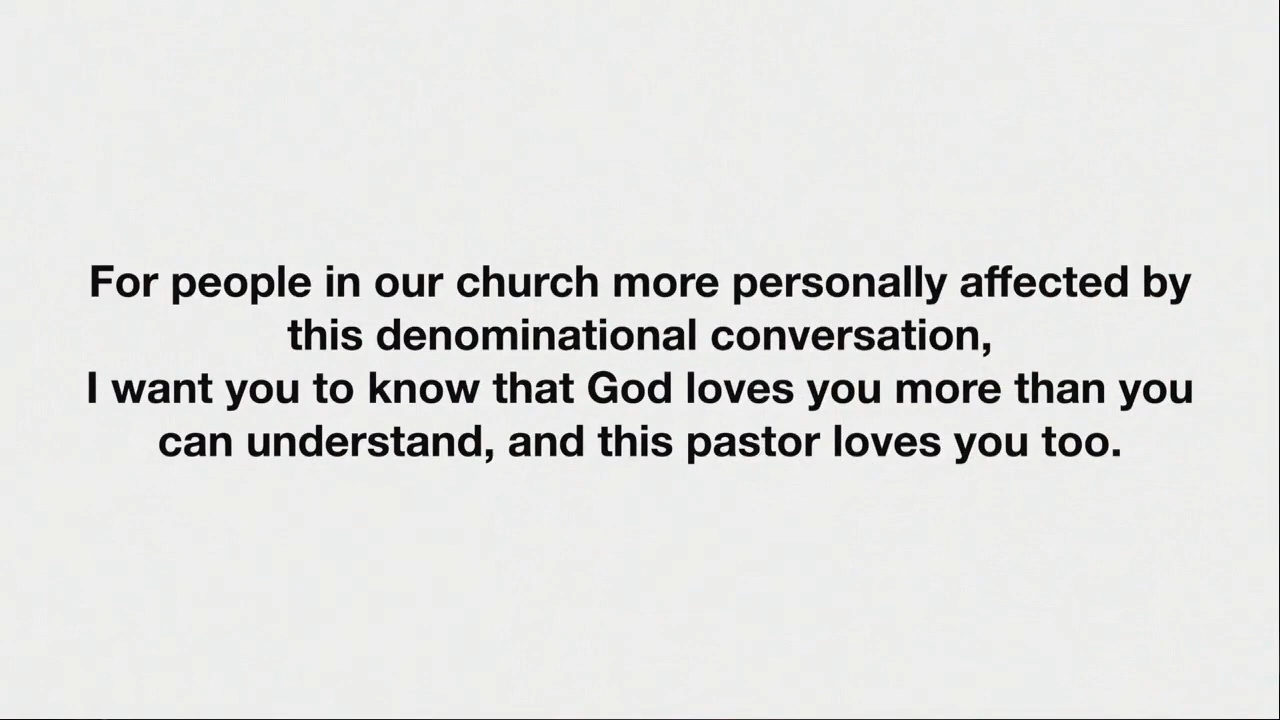 For people in our church more personally affected by
this denominational conversation,
I want you to know that God loves you more than you
can understand, and this pastor loves you too.